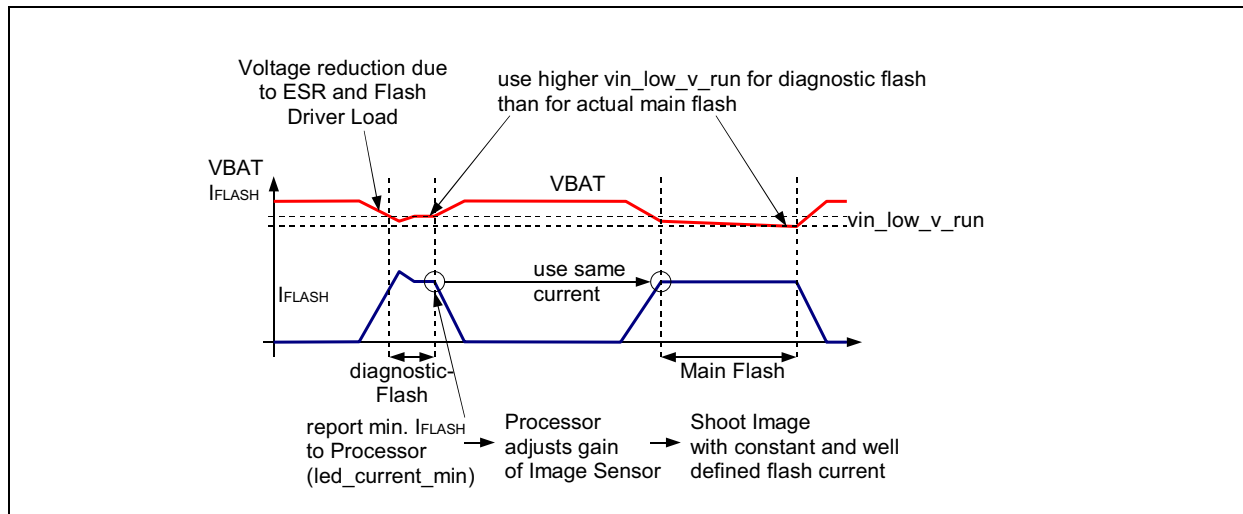 Voltage reduction due
to ESR and Flash
Driver Load
use higher vin_low_v_run for diagnostic flash
than for actual main flash
VBAT
IFLASH
VBAT
vin_low_v_run
IFLASH
use same
current
diagnostic-
Flash
Main Flash
report min. IFLASH
to Processor
(led_current_min)
Processor
adjusts gain
of Image Sensor
Shoot Image
with constant and well
defined flash current